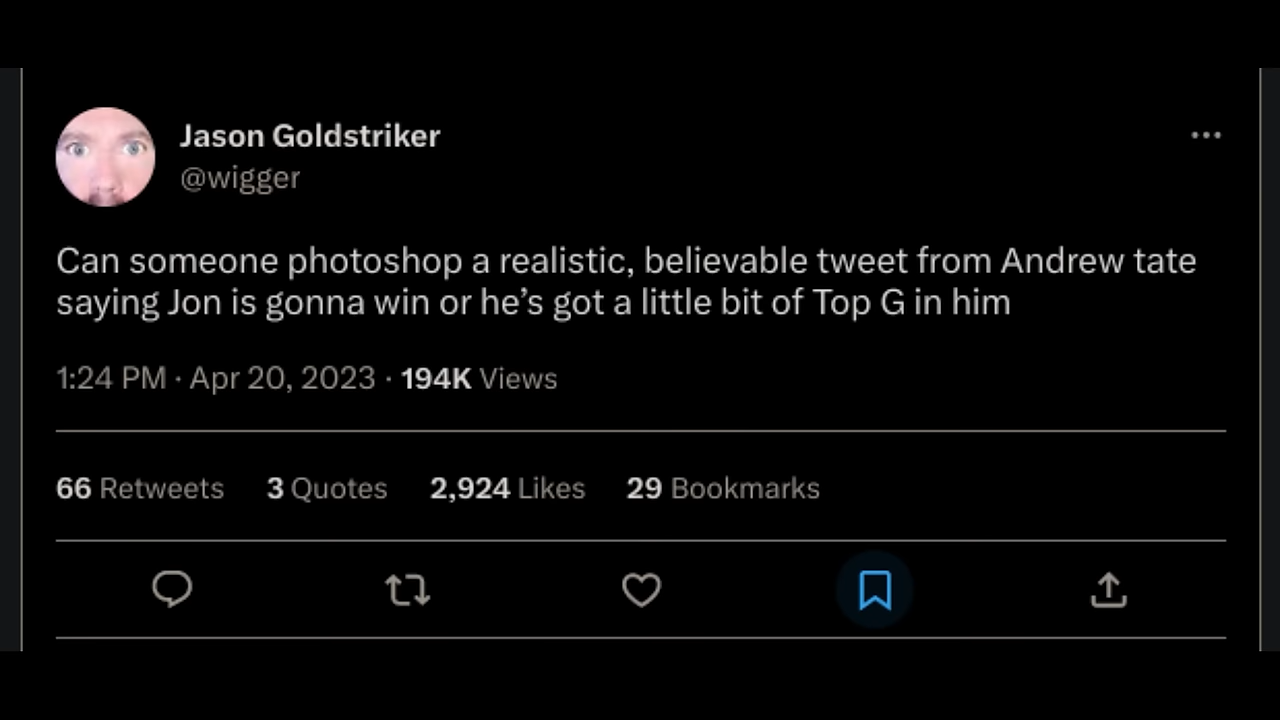 Jason Goldstriker
@wigger
Can someone photoshop a realistic, believable tweet from Andrew tate
saying Jon is gonna win or he’s got a little bit of Top G in him
1:24 PM · Apr 20, 2023 · 194K Views
66 Retweets 3 Quotes 2,924 Likes 29 Bookmarks